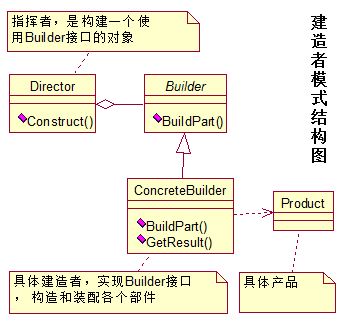 指挥者，是构建一个使
用Builder接口的对象
建造者模式结构图
Director
Construct()
Builder
BuildPart()
ConcreteBuilder
BuildPart()
GetResult()
Product
具体建造者，实现Builder接口
，构造和装配各个部件
具体产品